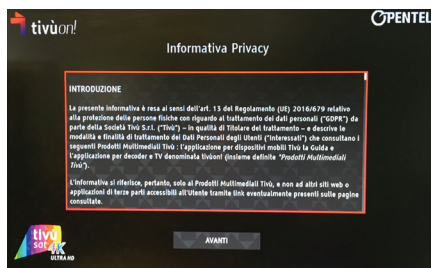 tivùon!
OPENTEL
Informativa Privacy
INTRODUZIONE
La presente informativa è resa ai sensi dell'art. 13 del Regolamento (UE) 2016/679 relativo
alla protezione delle persone fisiche con riguardo al trattamento dei dati personali ("GDPR") da
parte della Società Tivù S.r.l. ("Tivù") – in qualità di Titolare del trattamento – e descrive le
modalità e finalità di trattamento dei Dati Personali degli Utenti ("Interessati") che consultano i
seguenti Prodotti Multimediali Tivù : l'applicazione per dispositivi mobili Tivù la Guida e
l'applicazione per decoder e TV denominata tivùon! (insieme definite "Prodotti Multimediali
Tivù").
L'informativa si riferisce, pertanto, solo ai Prodotti Multimediali Tivù, e non ad altri siti web o
applicazioni di terze parti accessibili all'Utente tramite link eventualmente presenti sulle pagine
consultate.
tivù
sat 4K
ULTRA HD
AVANTI